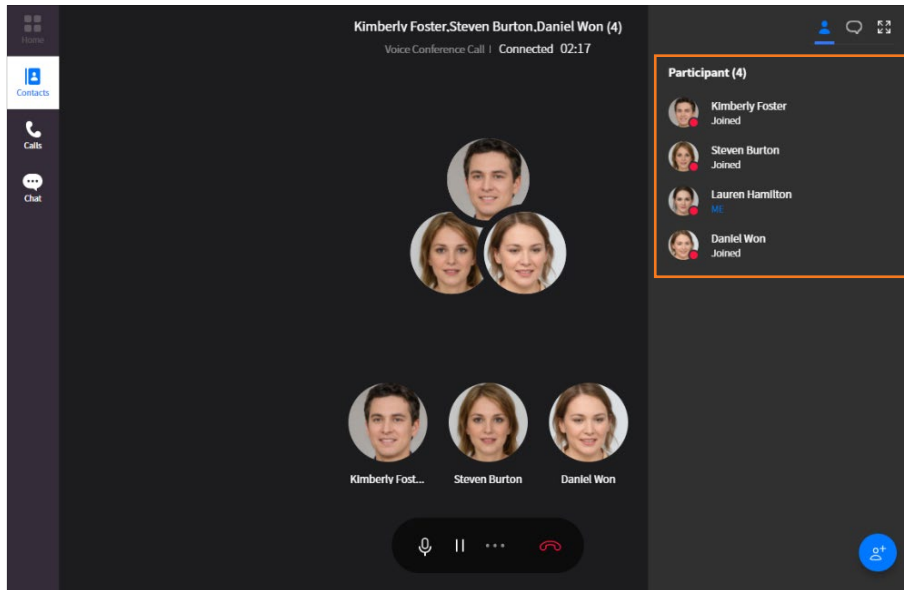 Home
Contacts
Calls
Chat
Kimberly Foster,Steven Burton,Daniel Won (4)
Voice Conference Call | Connected 02:17
Kimberly Fost...
Steven Burton
Daniel Won
Participant (4)
Kimberly Foster
Joined
Steven Burton
Joined
Lauren Hamilton
ME
Daniel Won
Joined